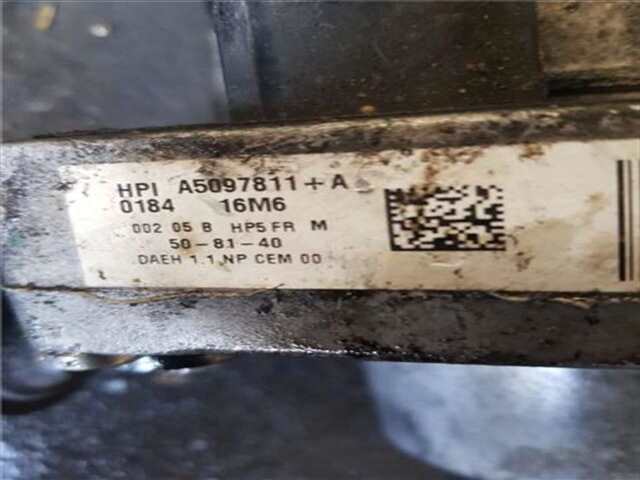 HPI A5097811+A
0184 16M6
002 05 B HP5 FR M
50-81-40
DAEH 1.1 NP CEM 00